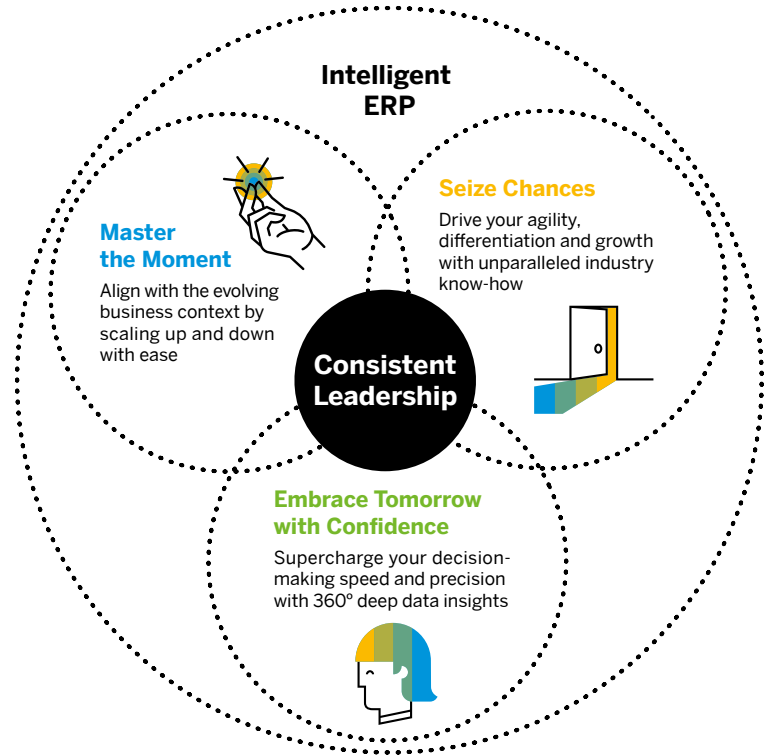 Intelligent
ERP
Master
the Moment
Align with the evolving
business context by
scaling up and down
with ease
Seize Chances
Drive your agility,
differentiation and growth
with unparalleled industry
know-how
Consistent
Leadership
Embrace Tomorrow
with Confidence
Supercharge your decision-
making speed and precision
with 360° deep data insights